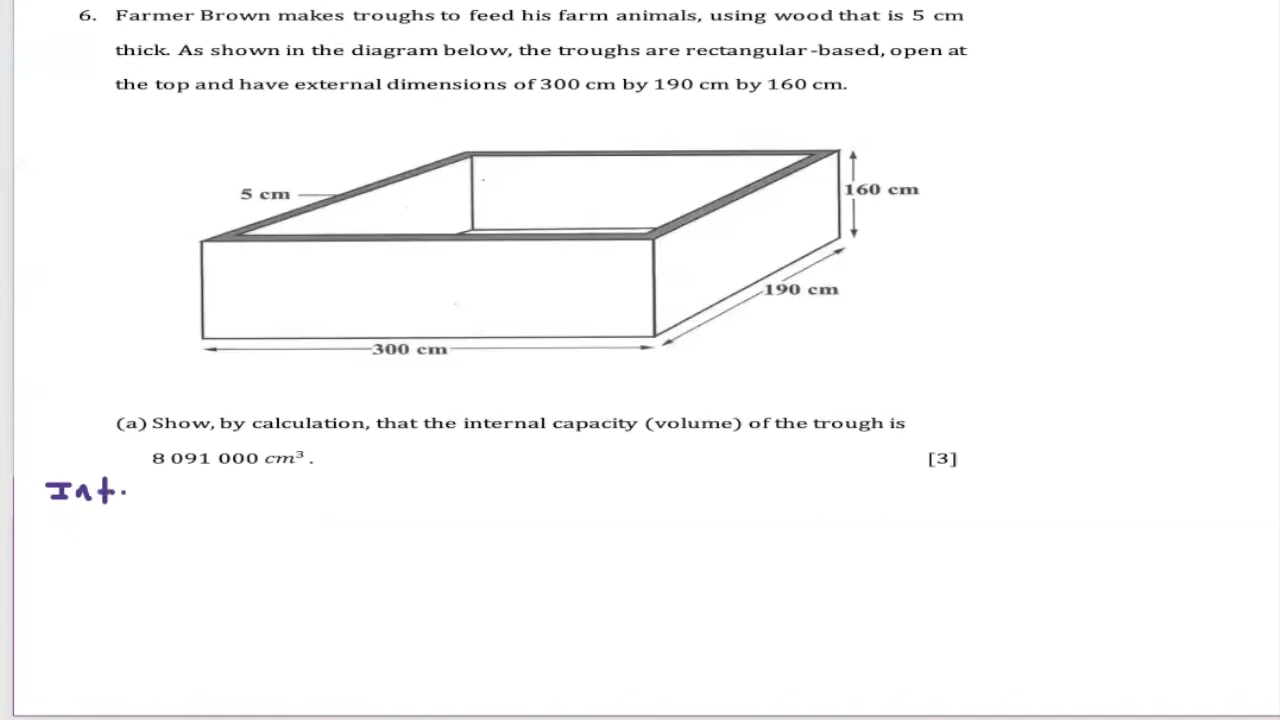 6. Farmer Brown makes troughs to feed his farm animals, using wood that is 5 cm
thick. As shown in the diagram below, the troughs are rectangular-based, open at
the top and have external dimensions of 300 cm by 190 cm by 160 cm.
5 cm
160 cm
190 cm
300 cm
(a) Show, by calculation, that the internal capacity (volume) of the trough is
8 091 000 cm³ . [3]
Int.